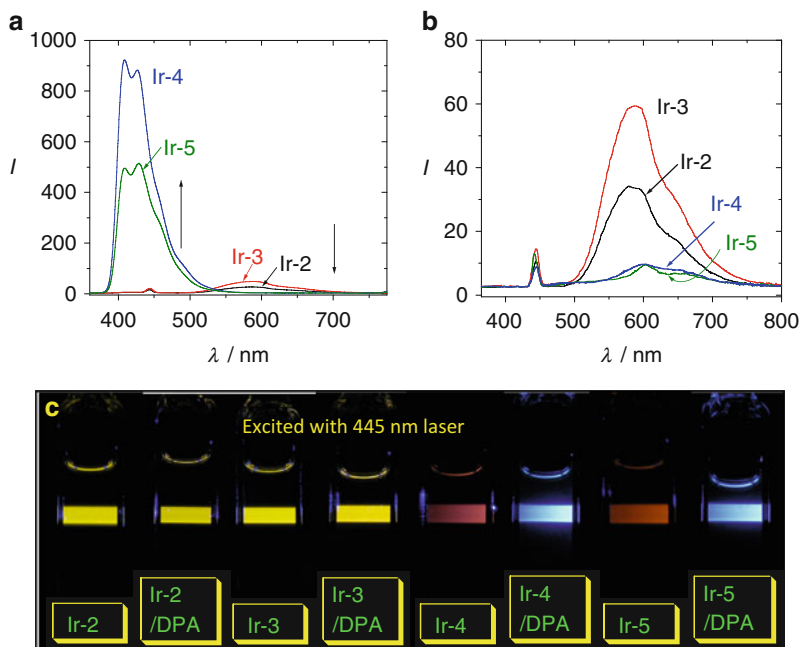 a
1000
800
600
400
200
0
I
Ir-4
Ir-5
Ir-3
Ir-2
400 500 600 700
λ / nm
b
80
60
40
20
0
I
Ir-3
Ir-2
Ir-4
Ir-5
400 500 600 700 800
λ / nm
c
Excited with 445 nm laser
Ir-2
Ir-2
/DPA
Ir-3
Ir-3
/DPA
Ir-4
Ir-4
/DPA
Ir-5
Ir-5
/DPA